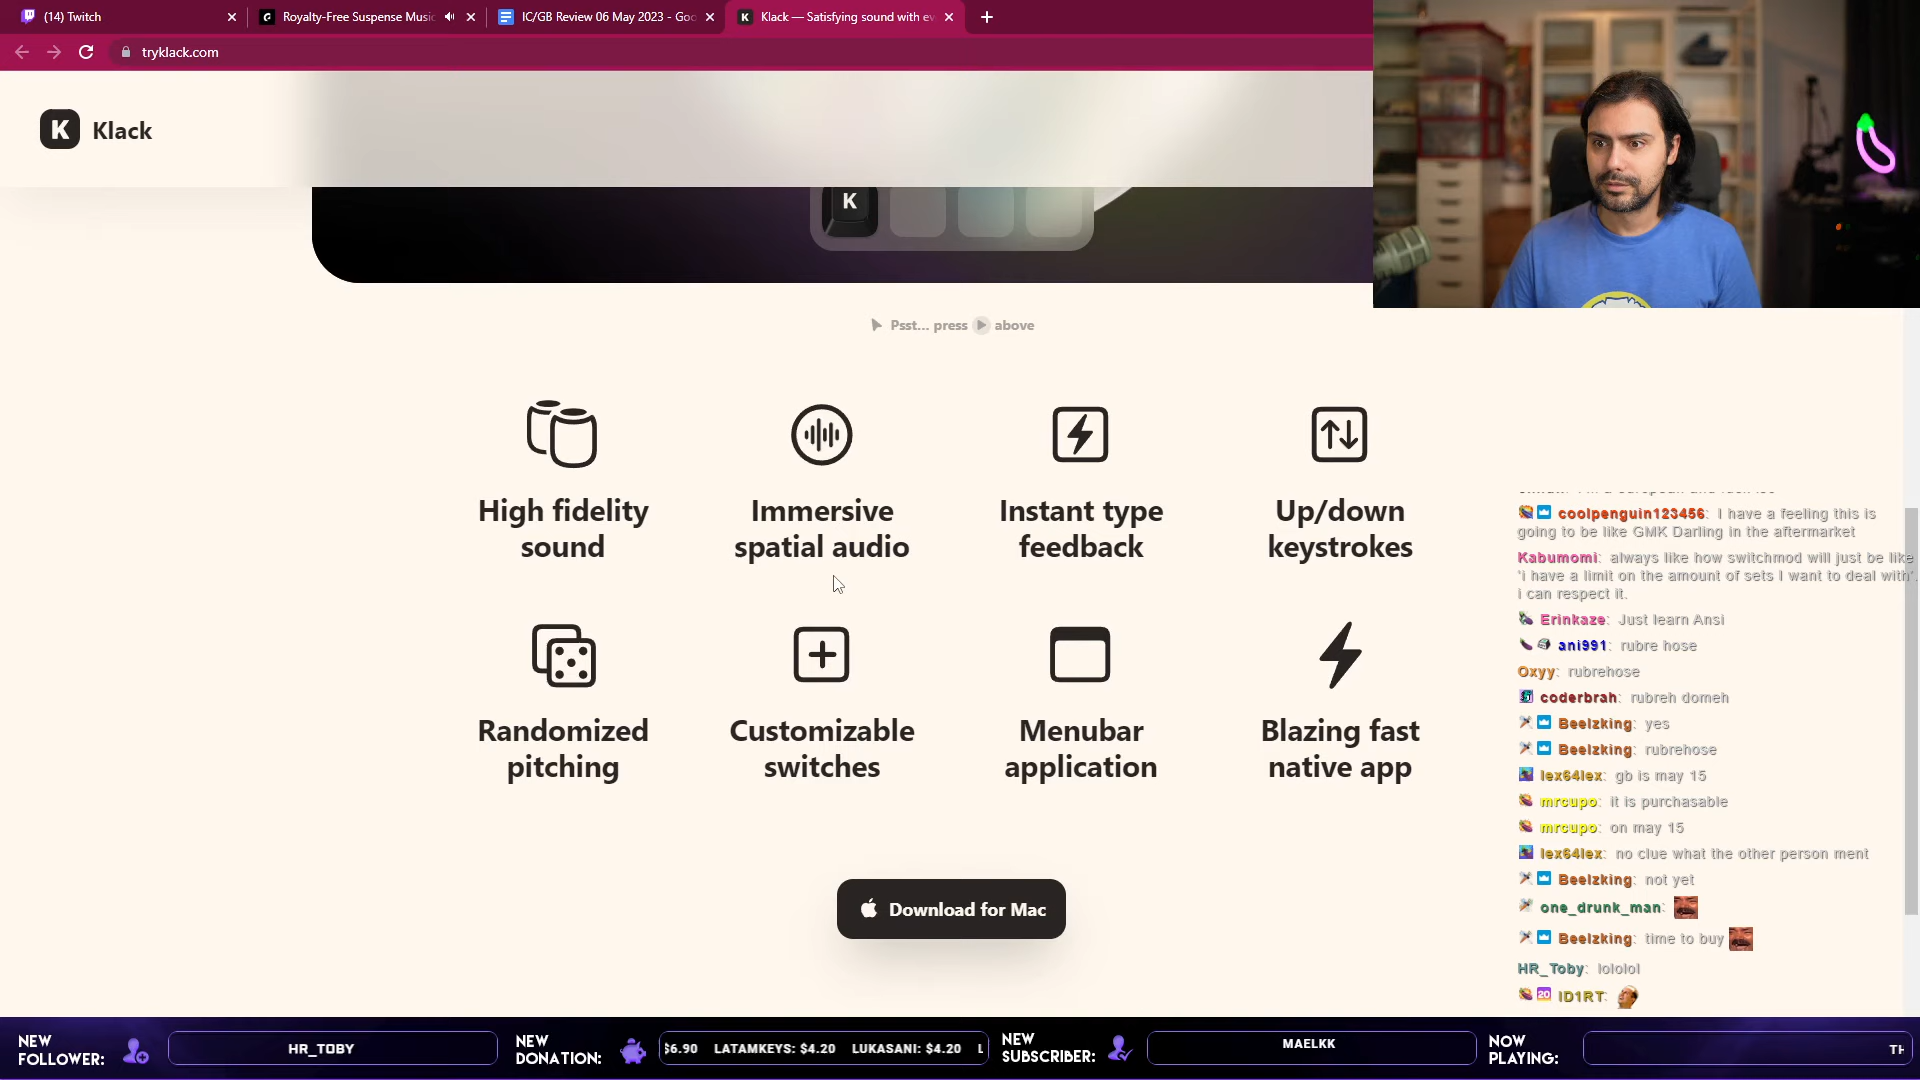 (14) Twitch
Royalty-Free Suspense Music
IC/GB Review 06 May 2023 - Goo
Klack — Satisfying sound with ev
tryklack.com
K Klack
K
Psst... press above
High fidelity
sound
Immersive
spatial audio
Instant type
feedback
Up/down
keystrokes
Randomized
pitching
Customizable
switches
Menubar
application
Blazing fast
native app
Download for Mac
coolpenguin123456: I have a feeling this is
going to be like GMK Darling in the aftermarket
Kabumomi: always like how switchmod will just be like
'i have a limit on the amount of sets I want to deal with'.
i can respect it.
Erinkaze: Just learn Ansi
ani991: rubre hose
Oxyy: rubrehose
coderbrah: rubreh domeh
Beelzking: yes
Beelzking: rubrehose
lex64lex: gb is may 15
mrcupo: it is purchasable
mrcupo: on may 15
lex64lex: no clue what the other person ment
Beelzking: not yet
one_drunk_man:
Beelzking: time to buy
HR_Toby: lololol
20 ID1RT:
NEW
FOLLOWER:
HR_TOBY
NEW
DONATION:
$6.90 LATAMKEYS: $4.20 LUKASANI: $4.20 L
NEW
SUBSCRIBER:
MAELKK
NOW
PLAYING:
TH